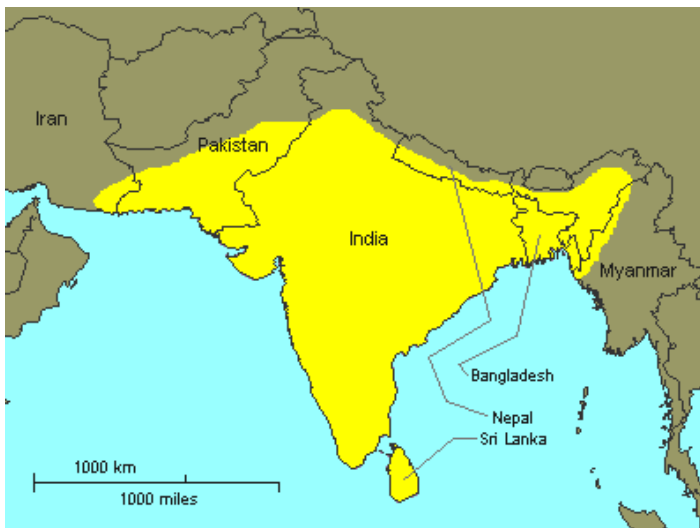 Iran
Pakistan
India
Myanmar
Bangladesh
Nepal
Sri Lanka
1000 km
1000 miles